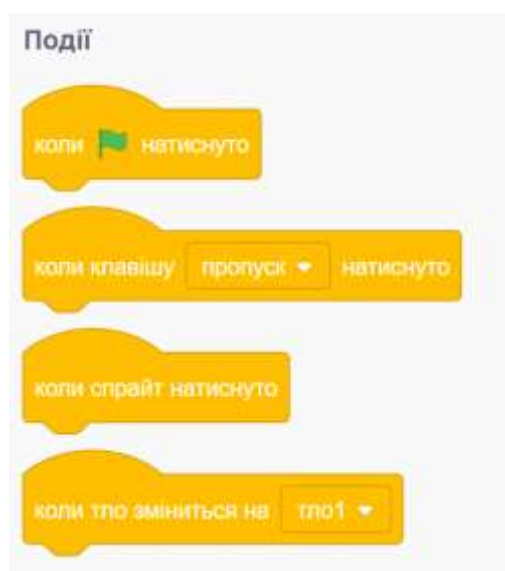 Події
коли натиснуто
коли клавішу пропуск натиснуто
коли спрайт натиснуто
коли тло зміниться на тло1